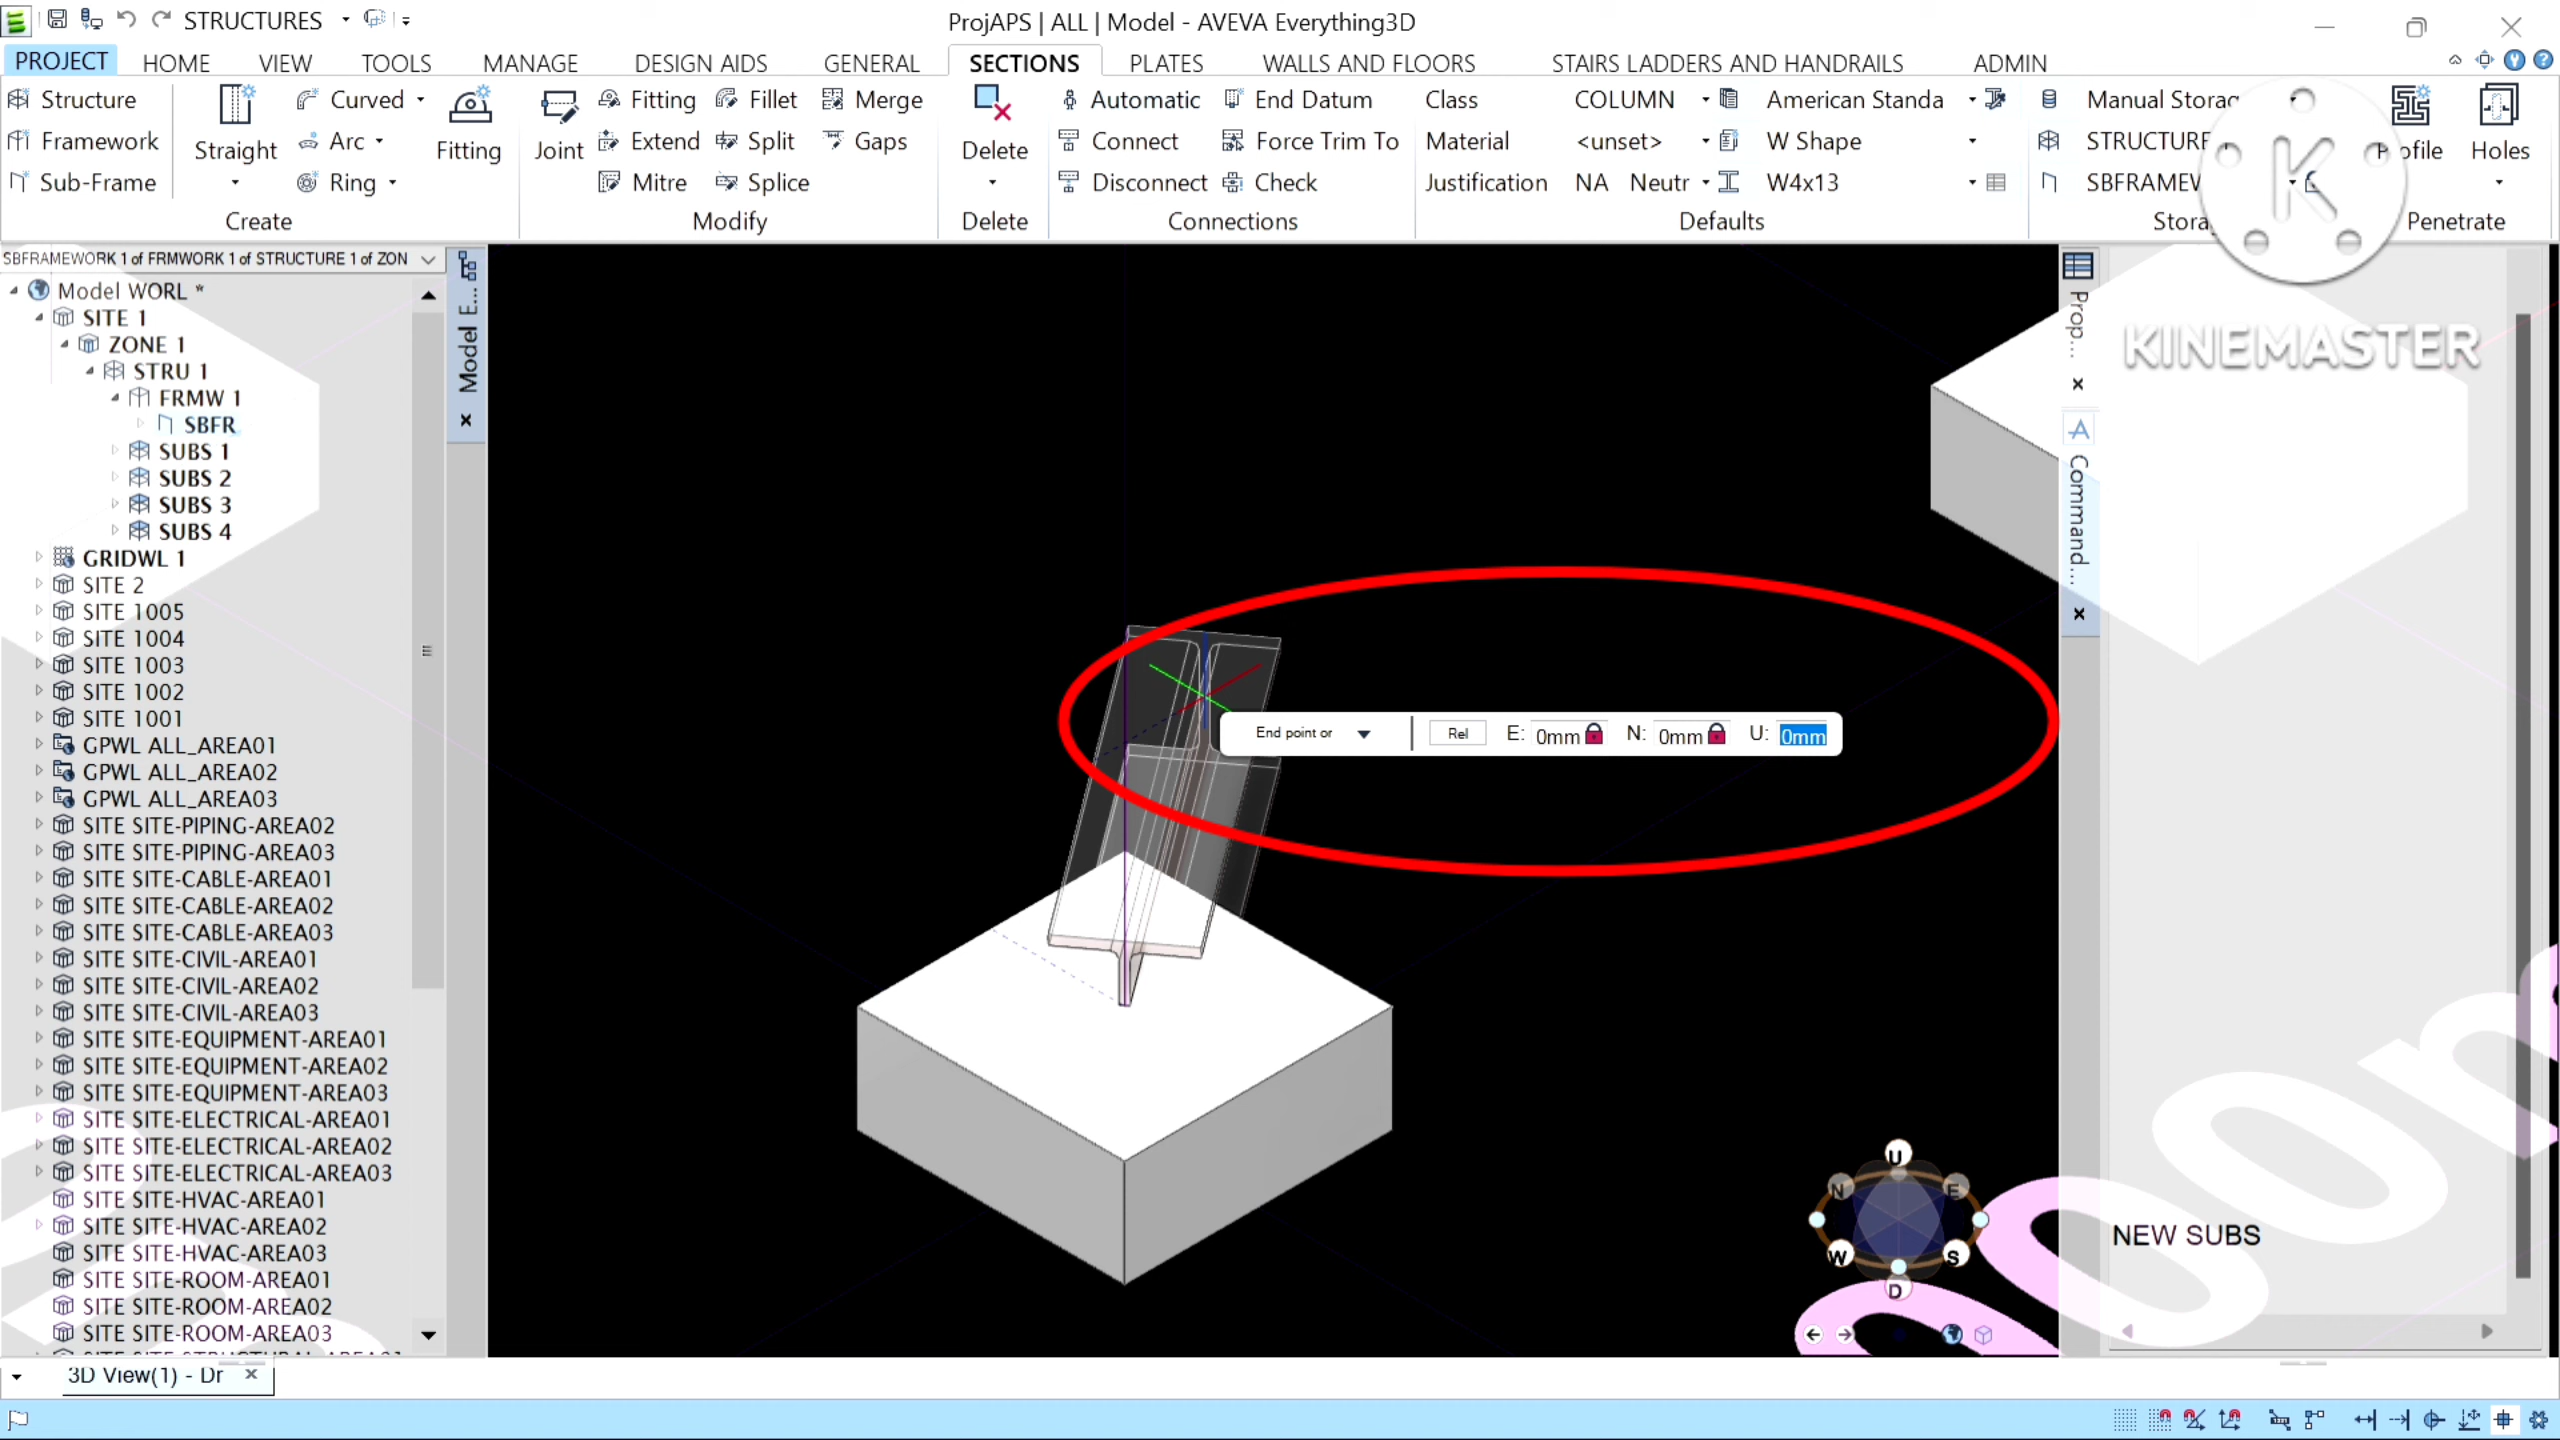 STRUCTURES
ProjAPS | ALL | Model - AVEVA Everything3D
PROJECT HOME VIEW TOOLS MANAGE DESIGN AIDS GENERAL SECTIONS PLATES WALLS AND FLOORS STAIRS LADDERS AND HANDRAILS ADMIN
Structure Straight Curved Fitting Joint Fitting Fillet Merge Delete Automatic End Datum Class COLUMN American Standa Manual Storag Holes
Framework Arc Extend Split Gaps Connect Force Trim To Material <unset> W Shape STRUCTURE
Sub-Frame Ring Mitre Splice Disconnect Check Justification NA Neutr W4x13 SBFRAMEW
Create Modify Delete Connections Defaults Penetrate
K
KINEMASTER
SBFRAMEWORK 1 of FRMWORK 1 of STRUCTURE 1 of ZON
Model WORL *
SITE 1
ZONE 1
STRU 1
FRMW 1
SBFR
SUBS 1
SUBS 2
SUBS 3
SUBS 4
GRIDWL 1
SITE 2
SITE 1005
SITE 1004
SITE 1003
SITE 1002
SITE 1001
GPWL ALL_AREA01
GPWL ALL_AREA02
GPWL ALL_AREA03
SITE SITE-PIPING-AREA02
SITE SITE-PIPING-AREA03
SITE SITE-CABLE-AREA01
SITE SITE-CABLE-AREA02
SITE SITE-CABLE-AREA03
SITE SITE-CIVIL-AREA01
SITE SITE-CIVIL-AREA02
SITE SITE-CIVIL-AREA03
SITE SITE-EQUIPMENT-AREA01
SITE SITE-EQUIPMENT-AREA02
SITE SITE-EQUIPMENT-AREA03
SITE SITE-ELECTRICAL-AREA01
SITE SITE-ELECTRICAL-AREA02
SITE SITE-ELECTRICAL-AREA03
SITE SITE-HVAC-AREA01
SITE SITE-HVAC-AREA02
SITE SITE-HVAC-AREA03
SITE SITE-ROOM-AREA01
SITE SITE-ROOM-AREA02
SITE SITE-ROOM-AREA03
Model E...
End point or Rel E: 0mm N: 0mm U: 0mm
U
N E
W S
D
Prop...
Command...
NEW SUBS
3D View(1) - Dr